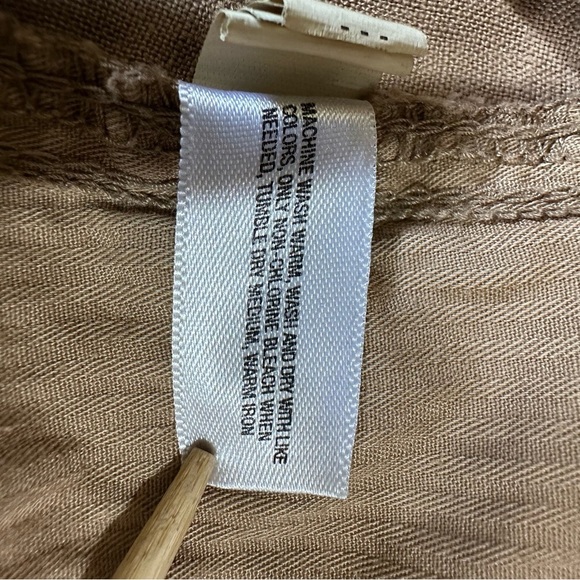 MACHINE WASH WARM, WASH AND DRY WITH LIKE
COLORS, ONLY NON-CHLORINE BLEACH WHEN
NEEDED, TUMBLE DRY MEDIUM, WARM IRON